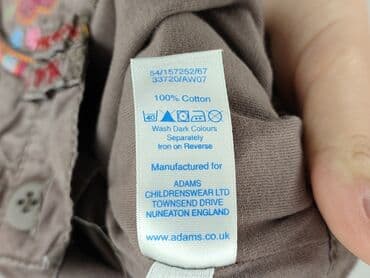 54/157252/67
33720/AW07
100% Cotton
40
Wash Dark Colours
Separately
Iron on Reverse
Manufactured for
ADAMS
CHILDRENSWEAR LTD
TOWNSEND DRIVE
NUNEATON ENGLAND
www.adams.co.uk